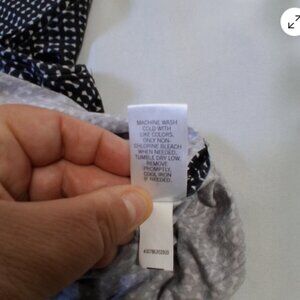 MACHINE WASH
COLD WITH
LIKE COLORS.
ONLY NON-
CHLORINE BLEACH
WHEN NEEDED.
TUMBLE DRY LOW.
REMOVE
PROMPTLY.
COOL IRON
IF NEEDED.